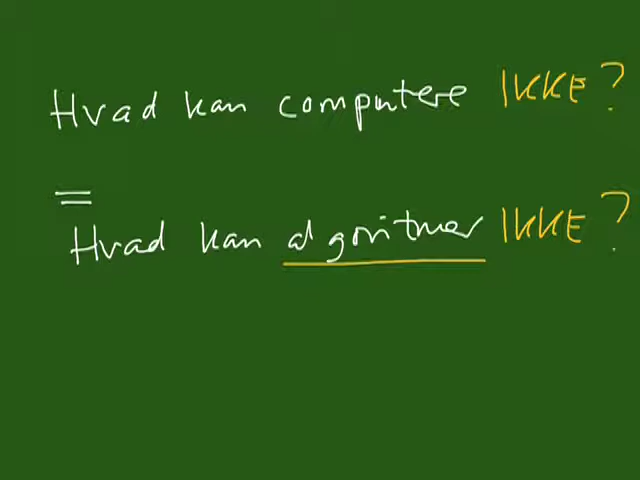 Hvad kan computere IKKE?
=
Hvad kan algoritmer IKKE?